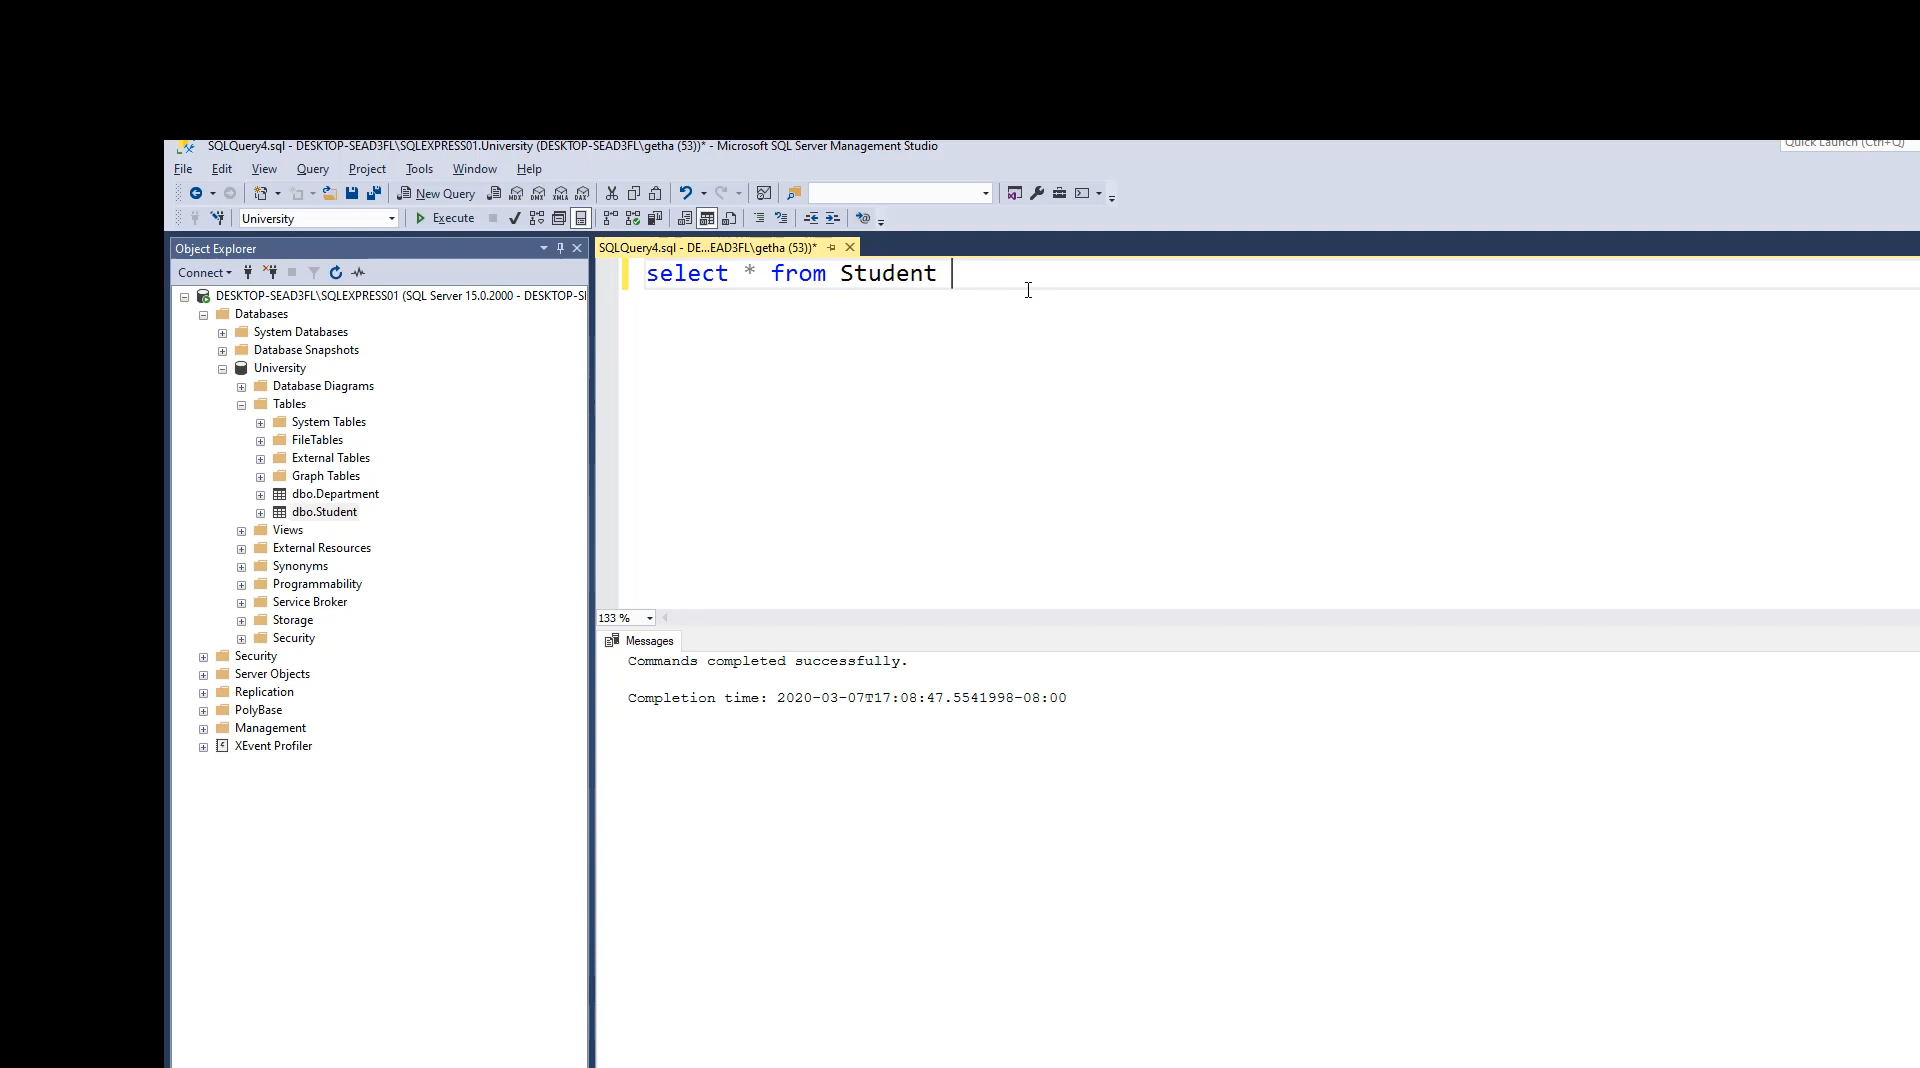 SQLQuery4.sql - DESKTOP-SEAD3FL\SQLEXPRESS01.University (DESKTOP-SEAD3FL\getha (53))* - Microsoft SQL Server Management Studio
Quick Launch (Ctrl+Q)
File Edit View Query Project Tools Window Help
New Query
University
Execute
Object Explorer
SQLQuery4.sql - DE...EAD3FL\getha (53))*
Connect
select * from Student
DESKTOP-SEAD3FL\SQLEXPRESS01 (SQL Server 15.0.2000 - DESKTOP-SI
Databases
System Databases
Database Snapshots
University
Database Diagrams
Tables
System Tables
FileTables
External Tables
Graph Tables
dbo.Department
dbo.Student
Views
External Resources
Synonyms
Programmability
Service Broker
Storage
Security
Security
Server Objects
Replication
PolyBase
Management
XEvent Profiler
133 %
Messages
Commands completed successfully.
Completion time: 2020-03-07T17:08:47.5541998-08:00